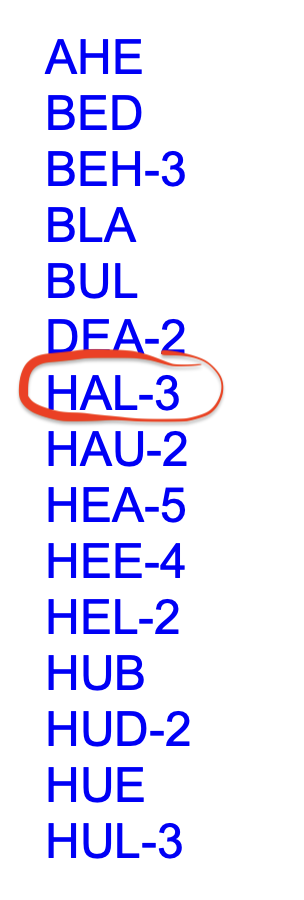 AHE
BED
BEH-3
BLA
BUL
DEA-2
HAL-3
HAU-2
HEA-5
HEE-4
HEL-2
HUB
HUD-2
HUE
HUL-3